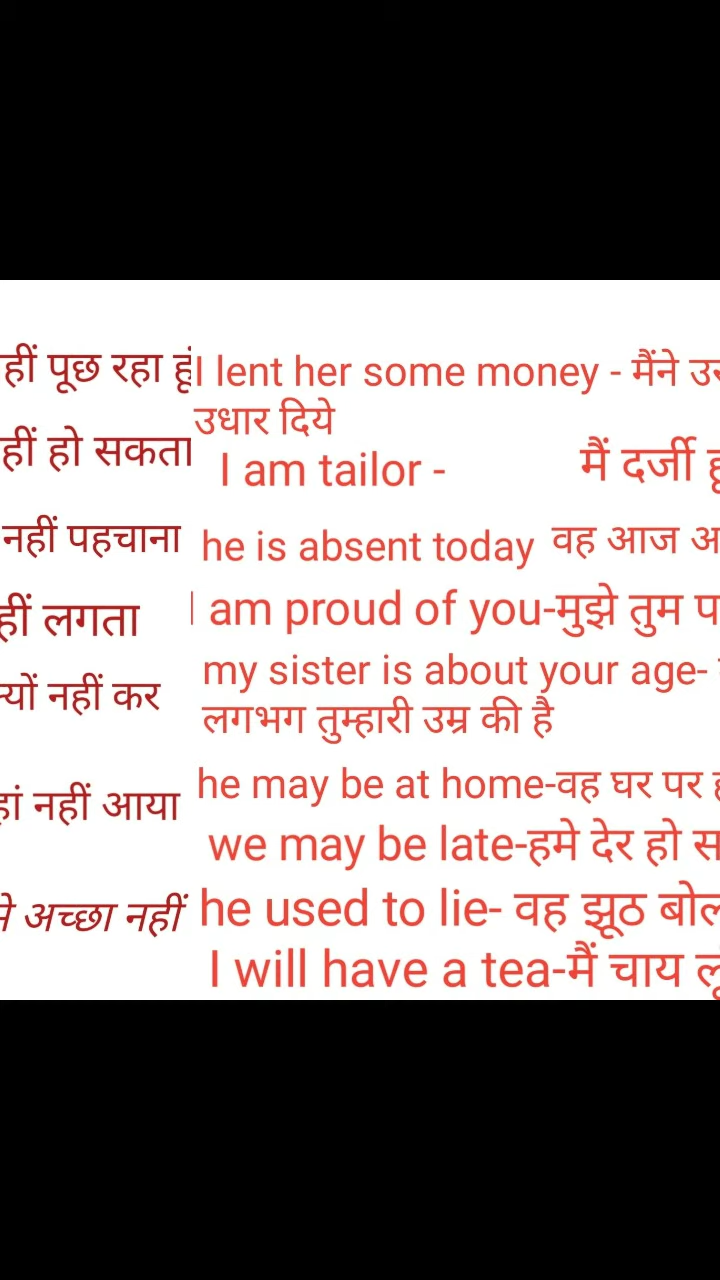 पूछ रहा हूं
हो सकता
नहीं पहचाना
लगता
नहीं कर
नहीं आया
अच्छा नहीं
I lent her some money - मैंने
उधार दिये
I am tailor - मैं दर्जी
he is absent today वह आज
I am proud of you-मुझे तुम
my sister is about your age-
लगभग तुम्हारी उम्र की है
he may be at home-वह घर पर
we may be late-हमे देर हो
he used to lie- वह झूठ
I will have a tea-मैं चाय